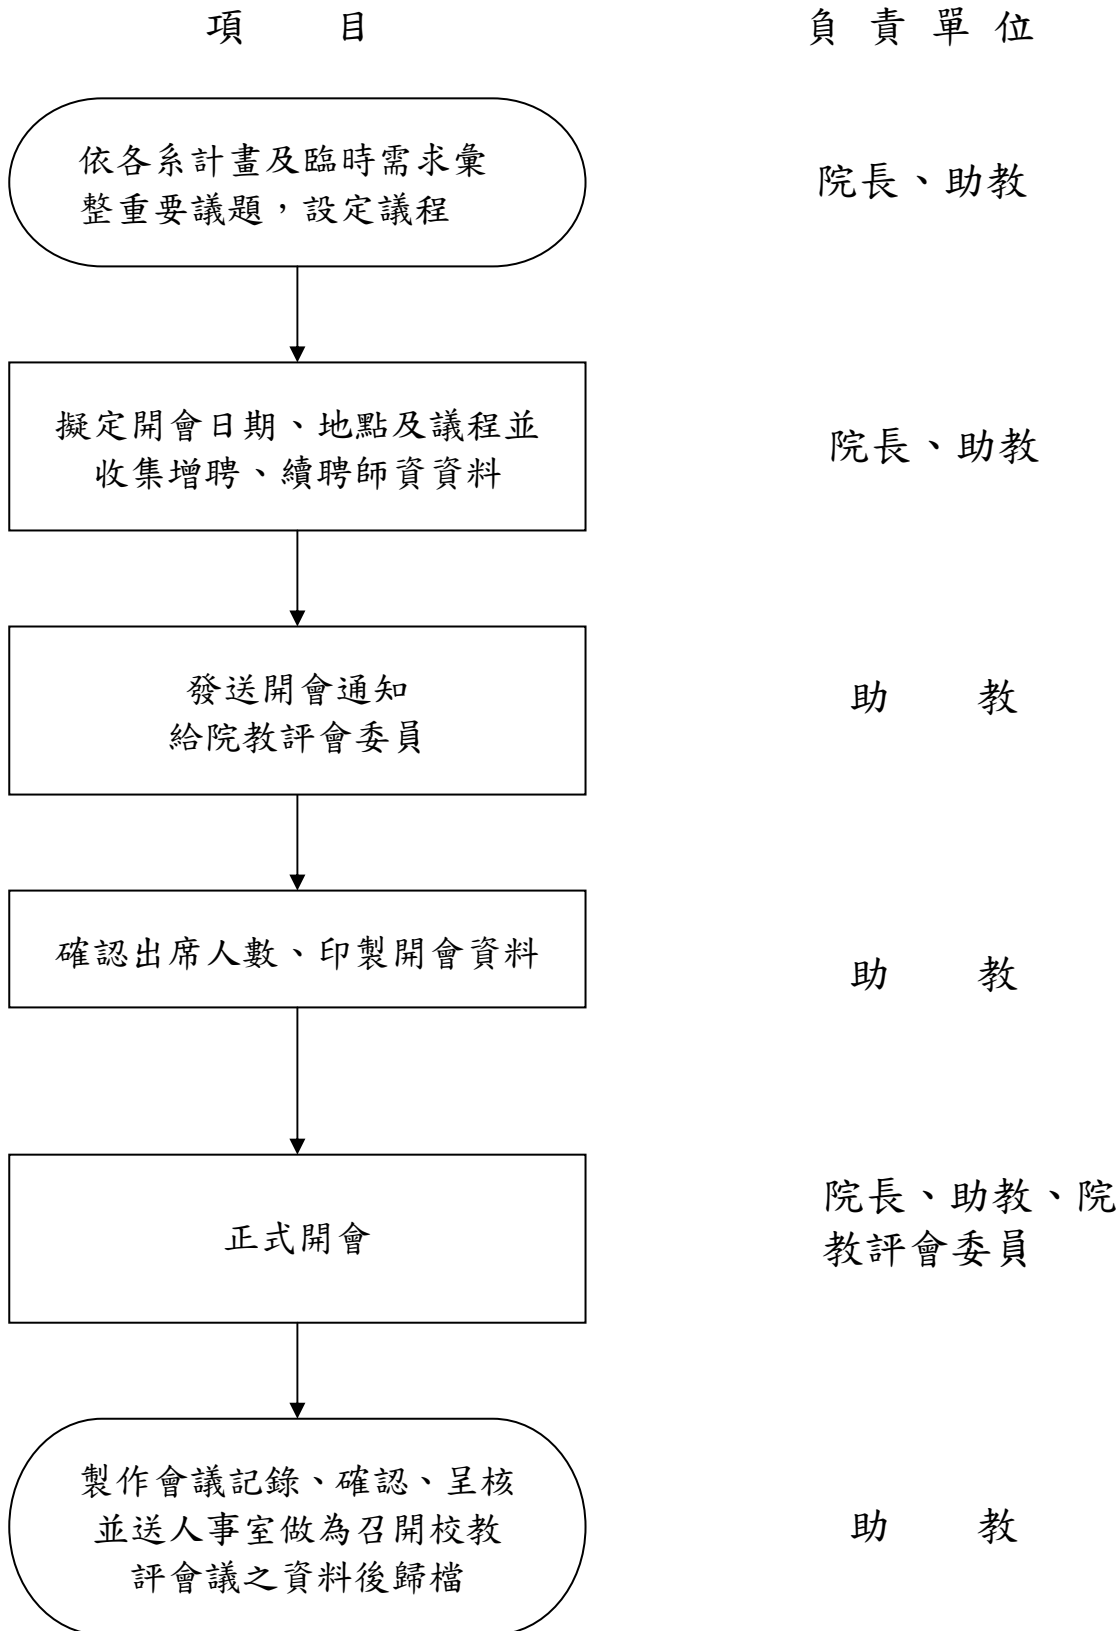 項 目
負責單位
依各系計畫及臨時需求彙
整重要議題，設定議程
院長、助教
擬定開會日期、地點及議程並
收集增聘、續聘師資資料
院長、助教
發送開會通知
給院教評會委員
助 教
確認出席人數、印製開會資料
助 教
正式開會
院長、助教、院
教評會委員
製作會議記錄、確認、呈核
並送人事室做為召開校教
評會議之資料後歸檔
助 教